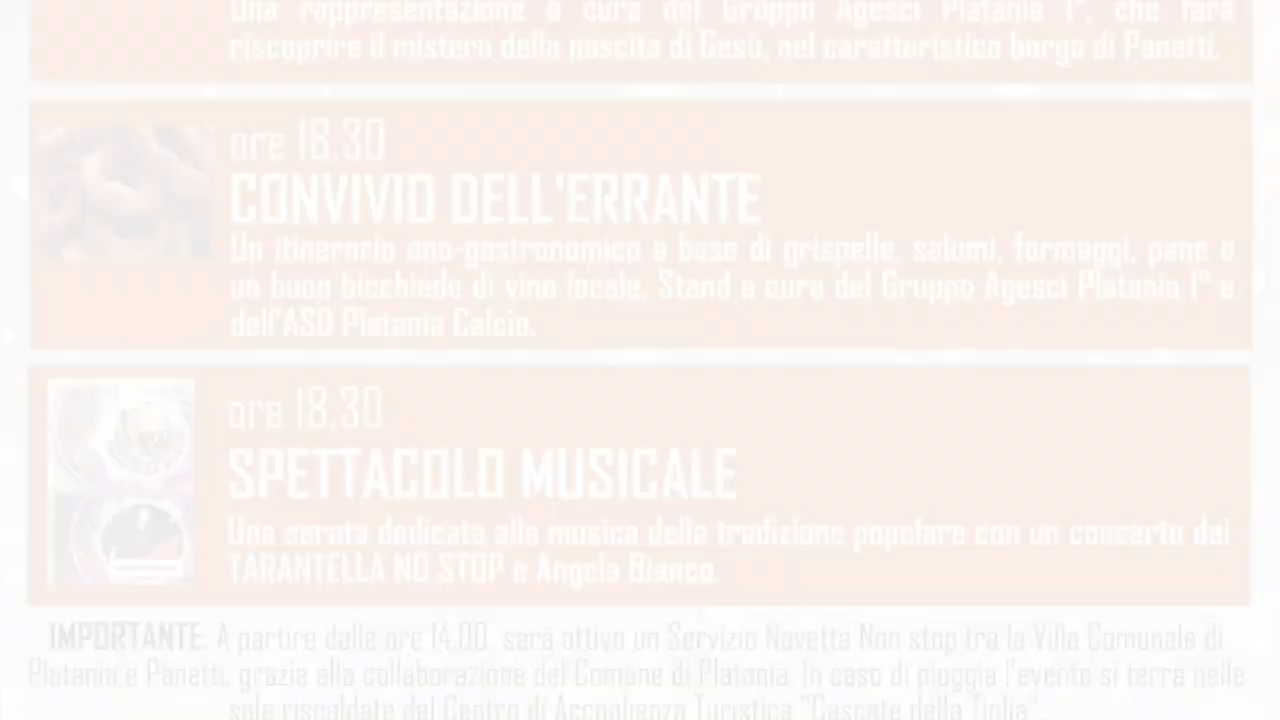 Una rappresentazione a cura del Gruppo Agesci Platania 1°, che farà
riscoprire il mistero della nascita di Gesù, nel caratteristico borgo di Panetti.
ore 18.30
CONVIVIO DELL'ERRANTE
Un itinerario eno-gastronomico a base di grispelle, salumi, formaggi, pane e
un buon bicchiede di vino locale. Stand a cura del Gruppo Agesci Platania 1° e
dell'ASD Platania Calcio.
ore 18,30
SPETTACOLO MUSICALE
Una serata dedicata alla musica della tradizione popolare con un concerto dei
TARANTELLA NO STOP e Angela Bianco.
IMPORTANTE: A partire dalle ore 14.00, sarà attivo un Servizio Navetta Non stop tra la Villa Comunale di
Platania e Panetti, grazie alla collaborazione del Comune di Platania. In caso di pioggia l'evento si terrà nelle
sale riscaldate del Centro di Accoglienza Turistica "Cascate della Tiglia"